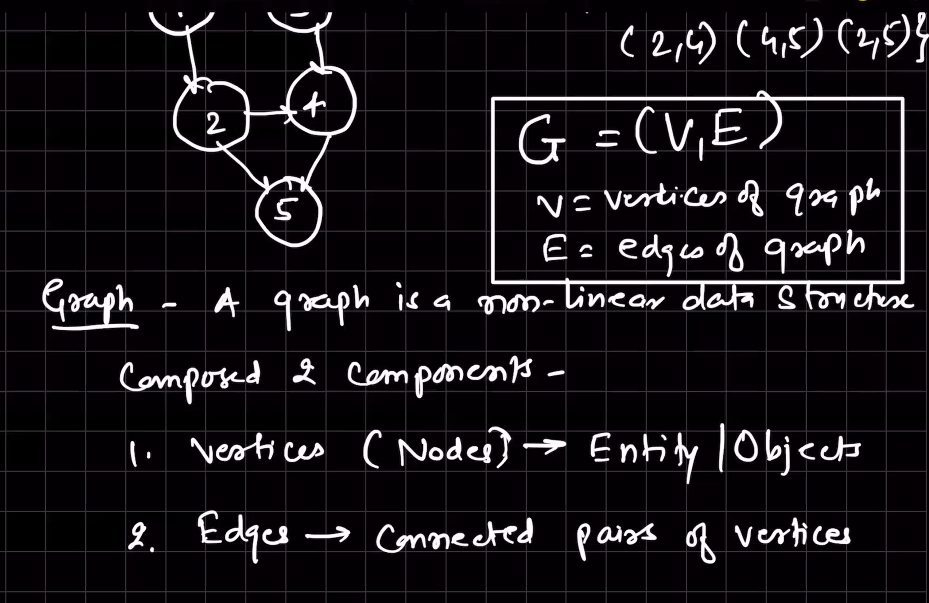 (2,4) (4,5) (2,5)}
2
4
5
G = (V, E)
V = vertices of graph
E = edges of graph
Graph - A graph is a non-linear data structure
Composed 2 components -
1. Vertices (Nodes) → Entity | Objects
2. Edges → Connected pairs of vertices